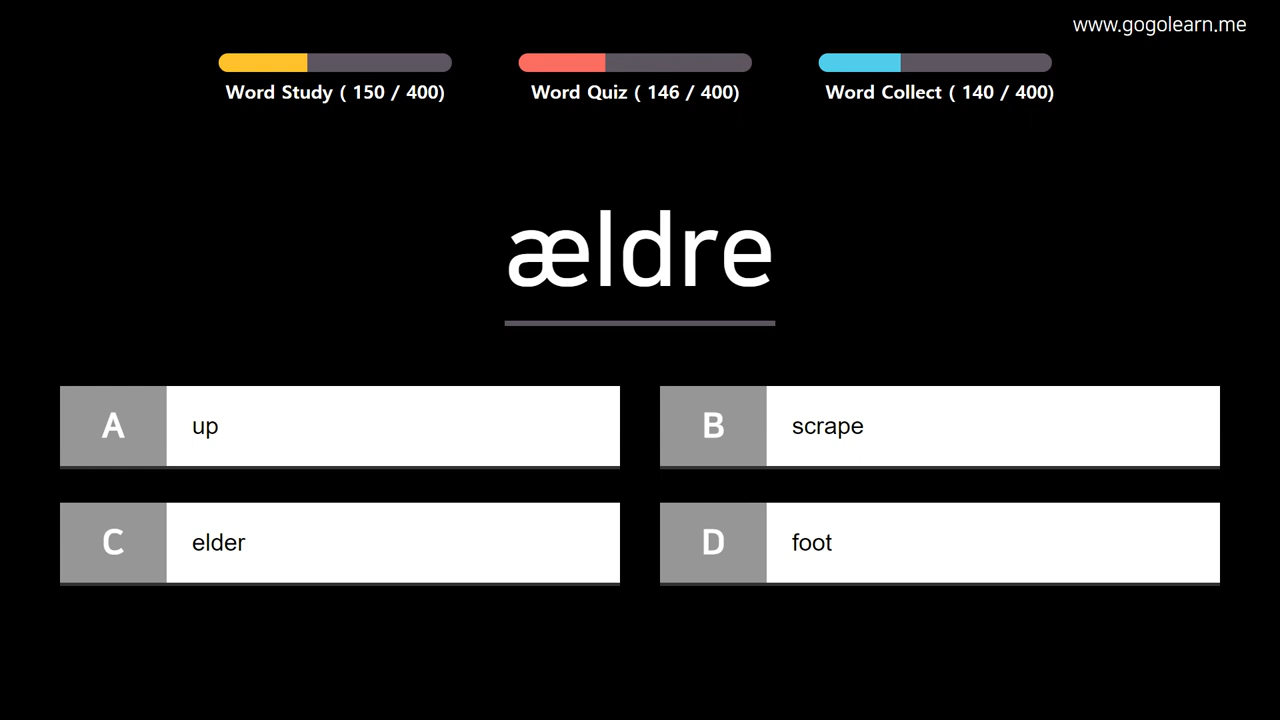 www.gogolearn.me
Word Study ( 150 / 400)
Word Quiz ( 146 / 400)
Word Collect ( 140 / 400)
ældre
A up
B scrape
C elder
D foot